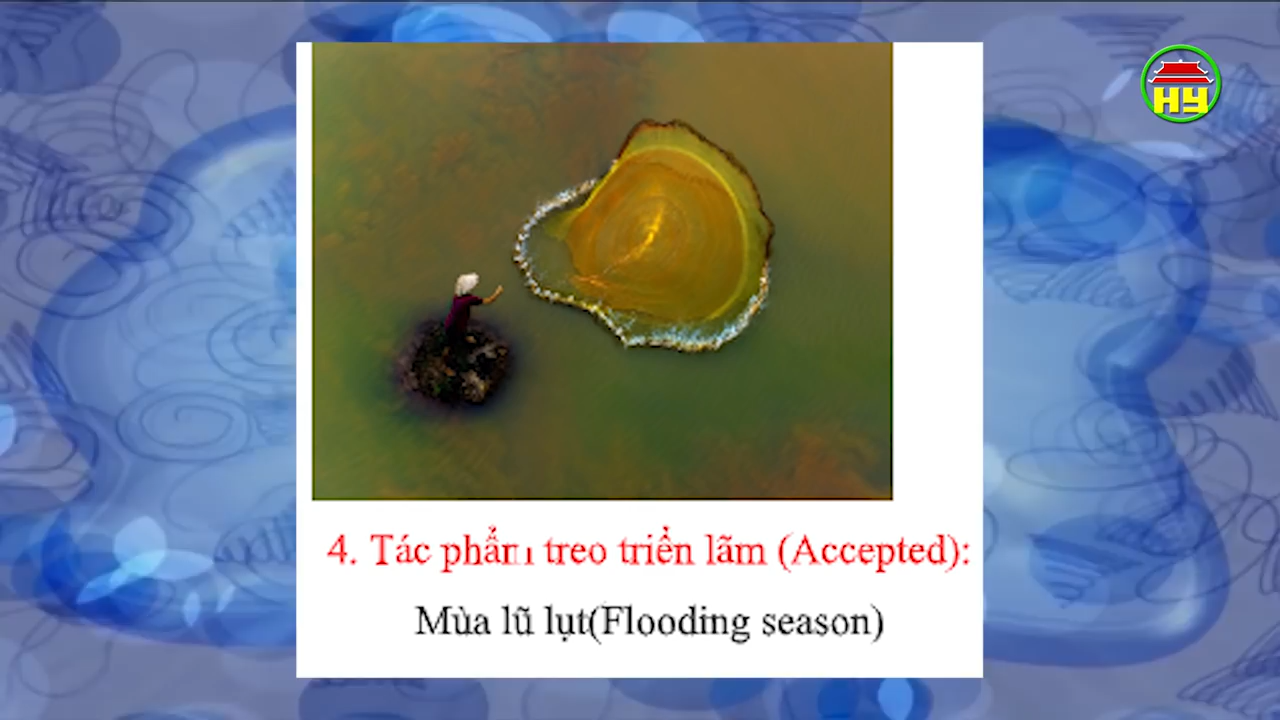 HY
4. Tác phẩm treo triển lãm (Accepted):
Mùa lũ lụt(Flooding season)